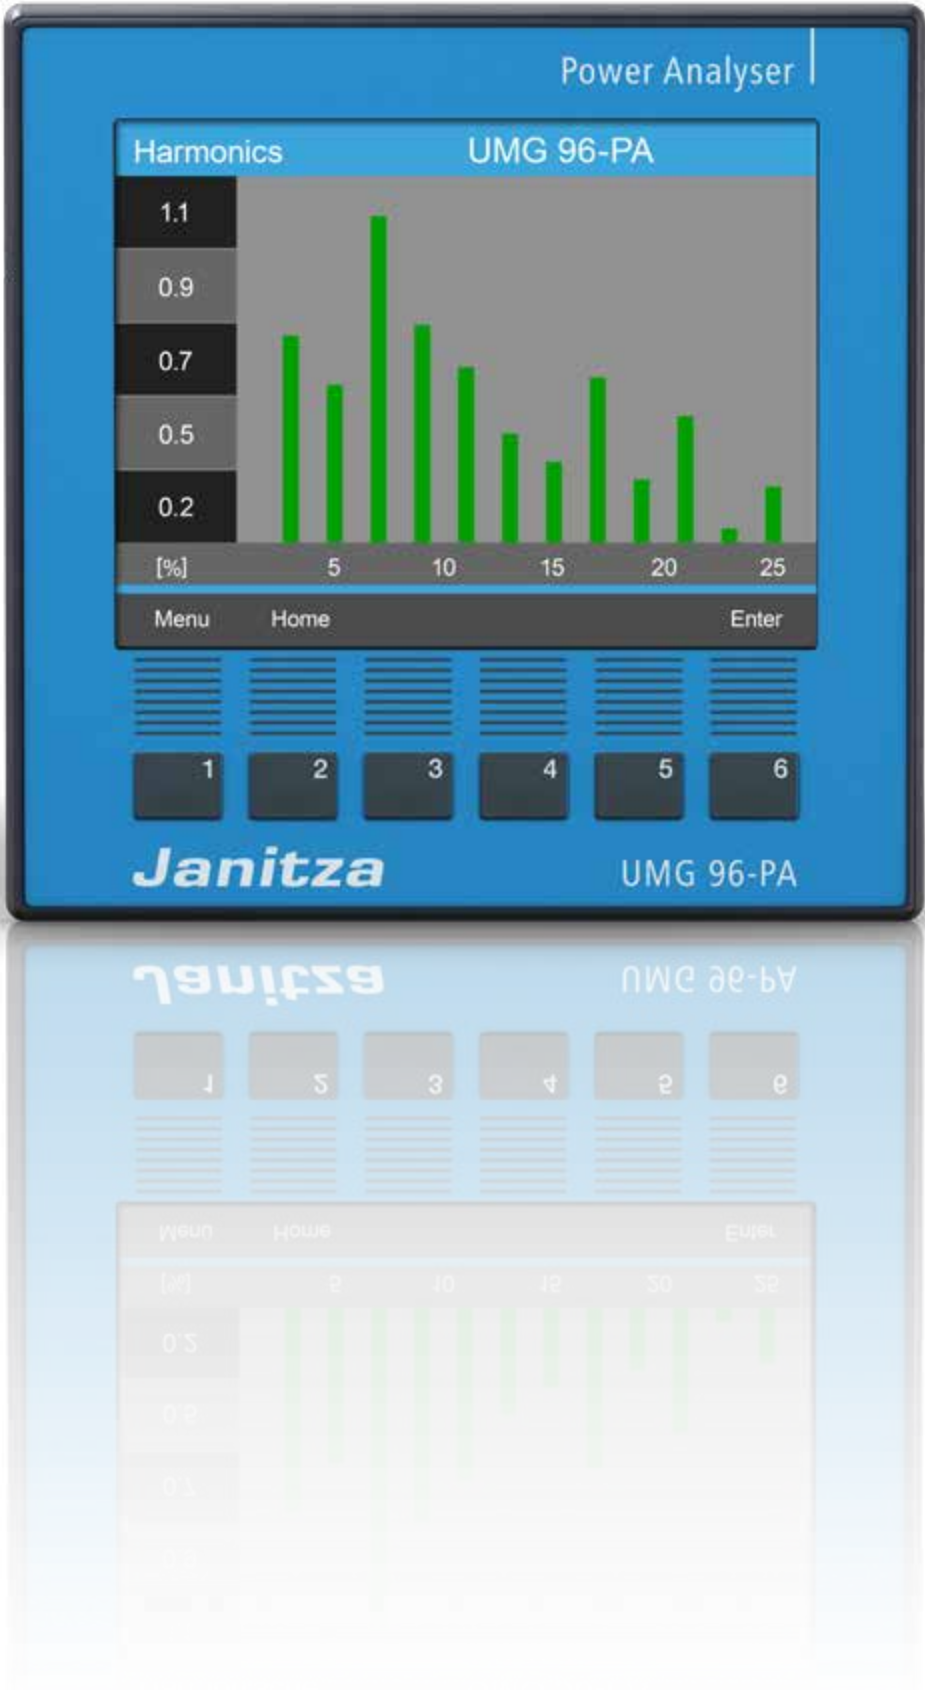 Power Analyser
Harmonics UMG 96-PA
1.1
0.9
0.7
0.5
0.2
[%] 5 10 15 20 25
Menu Home Enter
1 2 3 4 5 6
Janitza UMG 96-PA